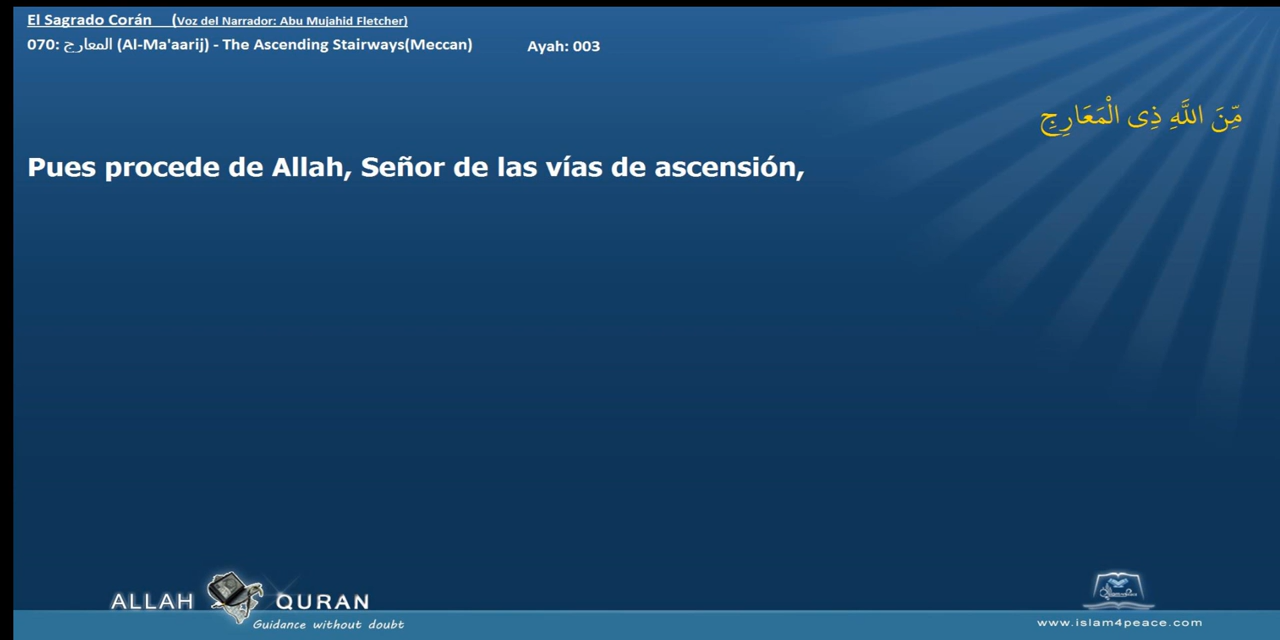 El Sagrado Corán (Voz del Narrador: Abu Mujahid Fletcher)
070: المعارج (Al-Ma'aarij) - The Ascending Stairways(Meccan) Ayah: 003
مِّنَ اللَّهِ ذِى الْمَعَارِجِ
Pues procede de Allah, Señor de las vías de ascensión,
ALLAH QURAN
Guidance without doubt
www.islam4peace.com